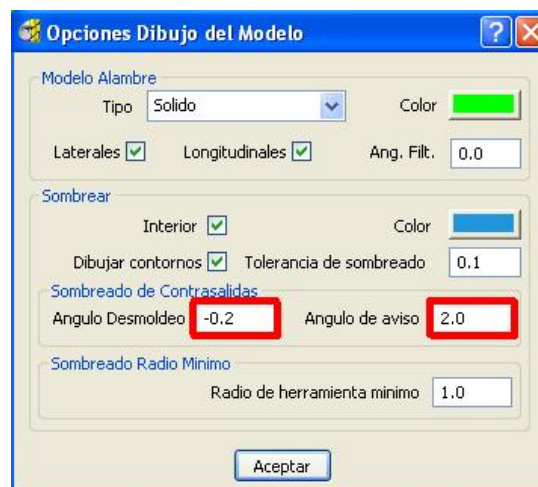 Opciones Dibujo del Modelo
Modelo Alambre
Tipo Solido Color
Laterales Longitudinales Ang. Filt. 0.0
Sombrear
Interior Color
Dibujar contornos Tolerancia de sombreado 0.1
Sombreado de Contrasalidas
Angulo Desmoldeo -0.2 Angulo de aviso 2.0
Sombreado Radio Minimo
Radio de herramienta minimo 1.0
Aceptar